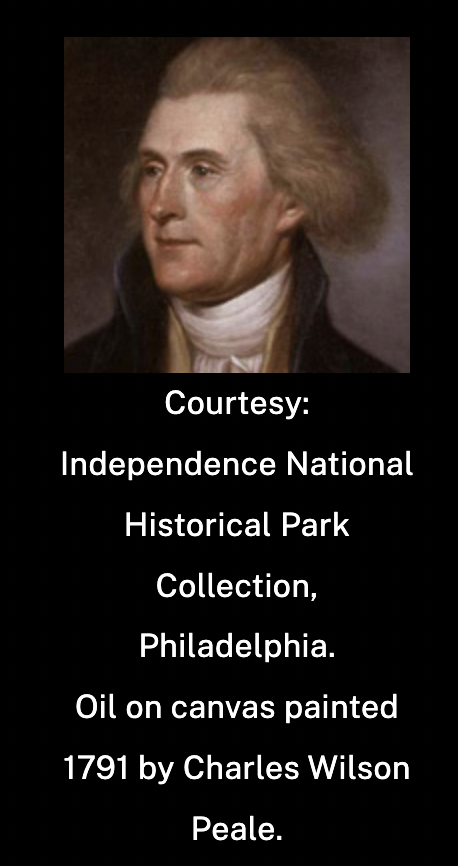 Courtesy:
Independence National
Historical Park
Collection,
Philadelphia.
Oil on canvas painted
1791 by Charles Wilson
Peale.